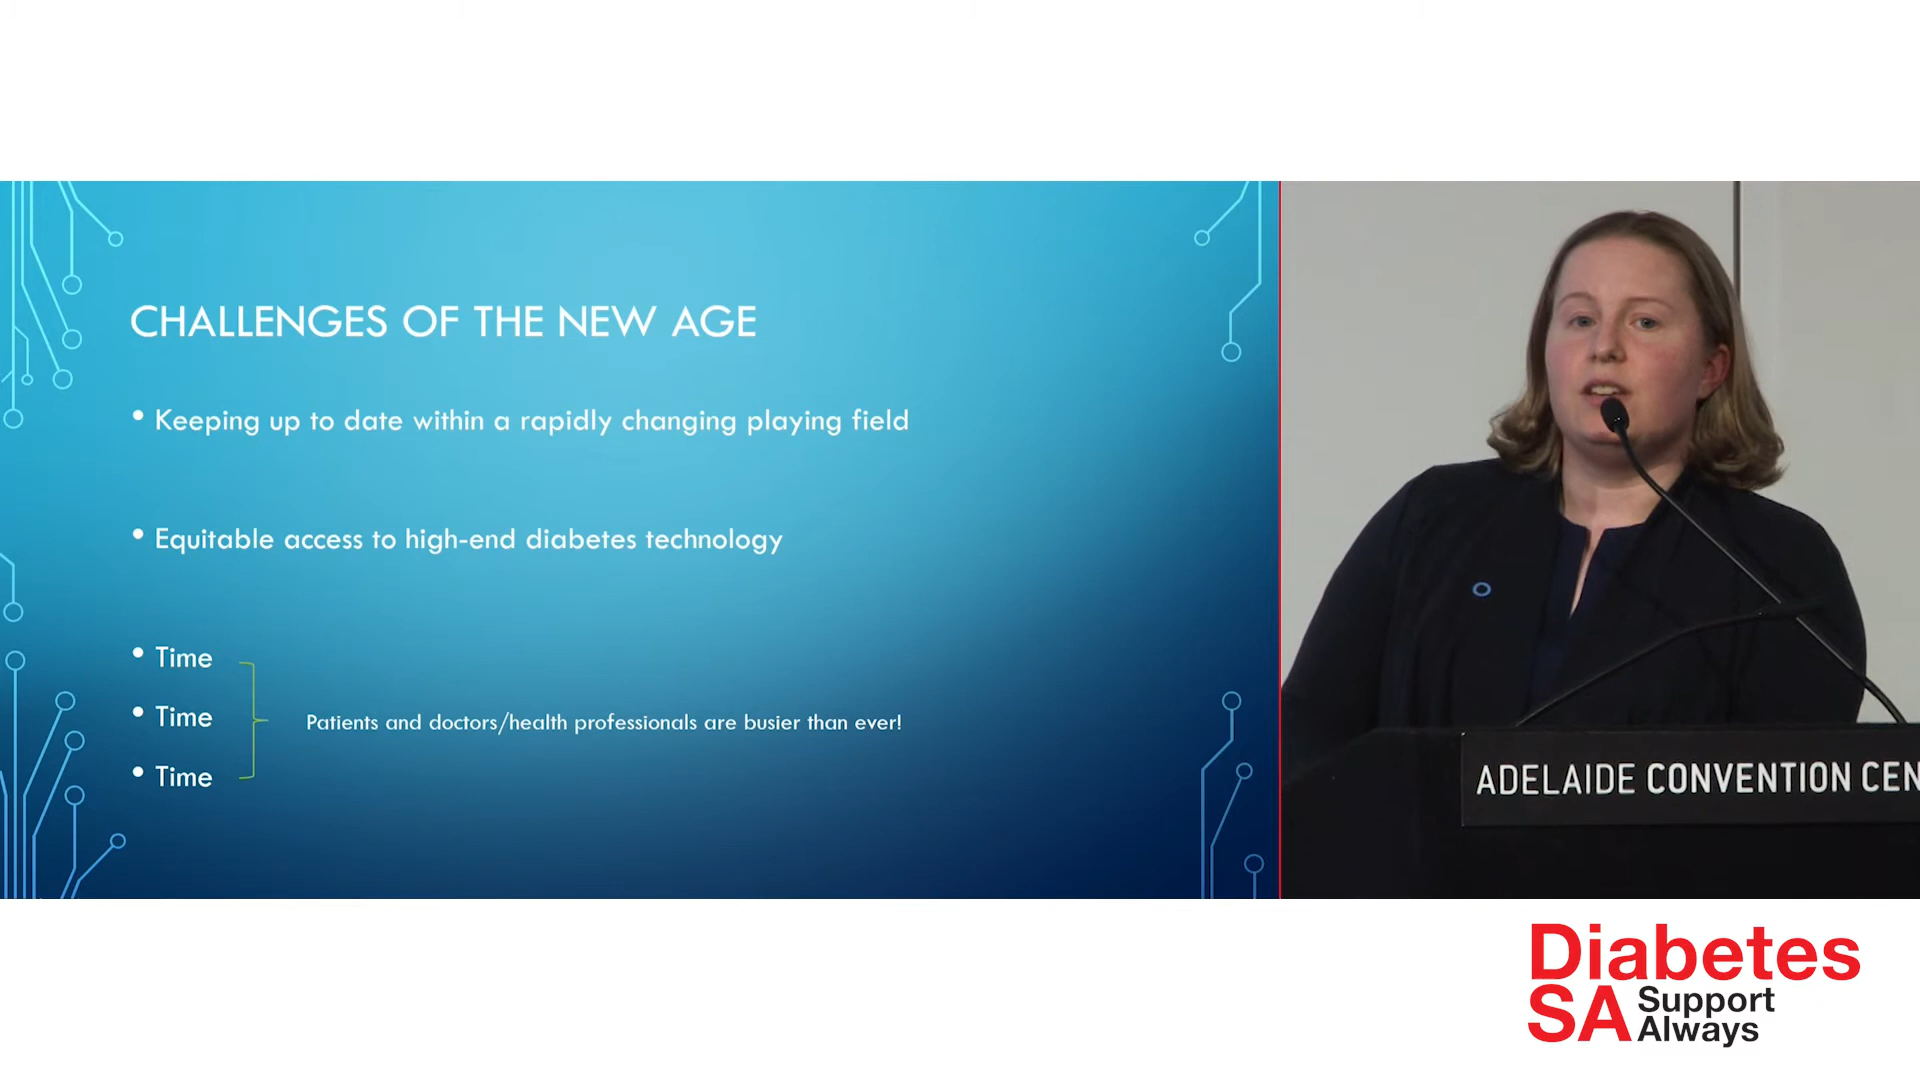 CHALLENGES OF THE NEW AGE
• Keeping up to date within a rapidly changing playing field
• Equitable access to high-end diabetes technology
• Time
• Time
• Time
Patients and doctors/health professionals are busier than ever!
ADELAIDE CONVENTION CEN
Diabetes
SA Support
Always